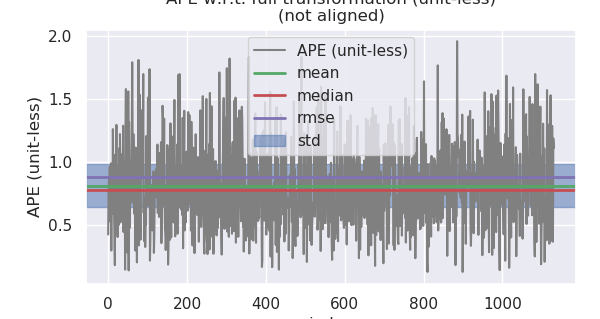 APE w.r.t. full transformation (unit-less)
(not aligned)
APE (unit-less)
2.0
1.5
1.0
0.5
APE (unit-less)
mean
median
rmse
std
0
200
400
600
800
1000